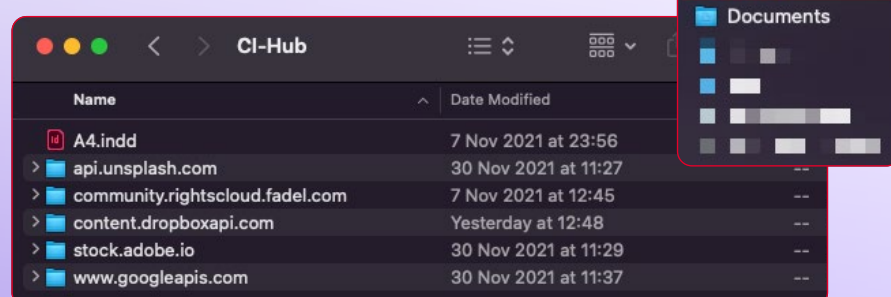 Documents
CI-Hub
Name Date Modified
Id A4.indd 7 Nov 2021 at 23:56
api.unsplash.com 30 Nov 2021 at 11:27 --
community.rightscloud.fadel.com 7 Nov 2021 at 12:45 --
content.dropboxapi.com Yesterday at 12:48 --
stock.adobe.io 30 Nov 2021 at 11:29 --
www.googleapis.com 30 Nov 2021 at 11:37 --